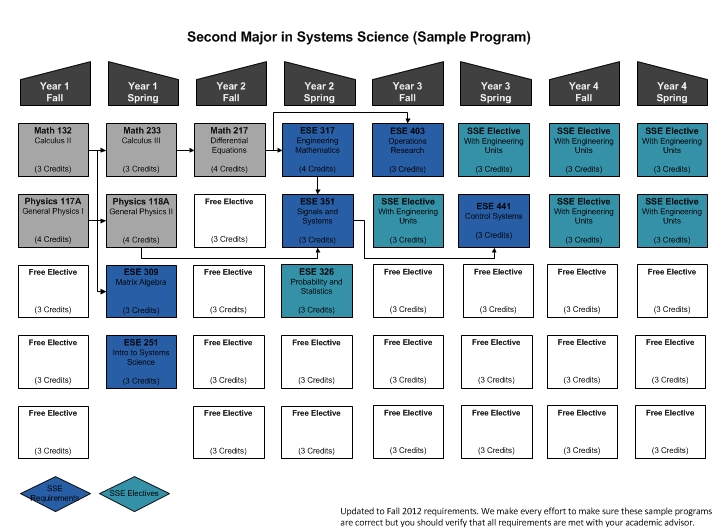 Second Major in Systems Science (Sample Program)
Year 1
Fall
Year 1
Spring
Year 2
Fall
Year 2
Spring
Year 3
Fall
Year 3
Spring
Year 4
Fall
Year 4
Spring
Math 132
Calculus II
(3 Credits)
Math 233
Calculus III
(3 Credits)
Math 217
Differential
Equations
(4 Credits)
ESE 317
Engineering
Mathematics
(4 Credits)
ESE 403
Operations
Research
(3 Credits)
SSE Elective
With Engineering
Units
(3 Credits)
SSE Elective
With Engineering
Units
(3 Credits)
SSE Elective
With Engineering
Units
(3 Credits)
Physics 117A
General Physics I
(4 Credits)
Physics 118A
General Physics II
(4 Credits)
Free Elective
(3 Credits)
ESE 351
Signals and
Systems
(3 Credits)
SSE Elective
With Engineering
Units
(3 Credits)
ESE 441
Control Systems
(3 Credits)
SSE Elective
With Engineering
Units
(3 Credits)
SSE Elective
With Engineering
Units
(3 Credits)
Free Elective
(3 Credits)
ESE 309
Matrix Algebra
(3 Credits)
Free Elective
(3 Credits)
ESE 326
Probability and
Statistics
(3 Credits)
Free Elective
(3 Credits)
Free Elective
(3 Credits)
Free Elective
(3 Credits)
Free Elective
(3 Credits)
Free Elective
(3 Credits)
ESE 251
Intro to Systems
Science
(3 Credits)
Free Elective
(3 Credits)
Free Elective
(3 Credits)
Free Elective
(3 Credits)
Free Elective
(3 Credits)
Free Elective
(3 Credits)
Free Elective
(3 Credits)
Free Elective
(3 Credits)
Free Elective
(3 Credits)
Free Elective
(3 Credits)
Free Elective
(3 Credits)
Free Elective
(3 Credits)
Free Elective
(3 Credits)
Free Elective
(3 Credits)
SSE
Requirements
SSE Electives
Updated to Fall 2012 requirements. We make every effort to make sure these sample programs
are correct but you should verify that all requirements are met with your academic advisor.